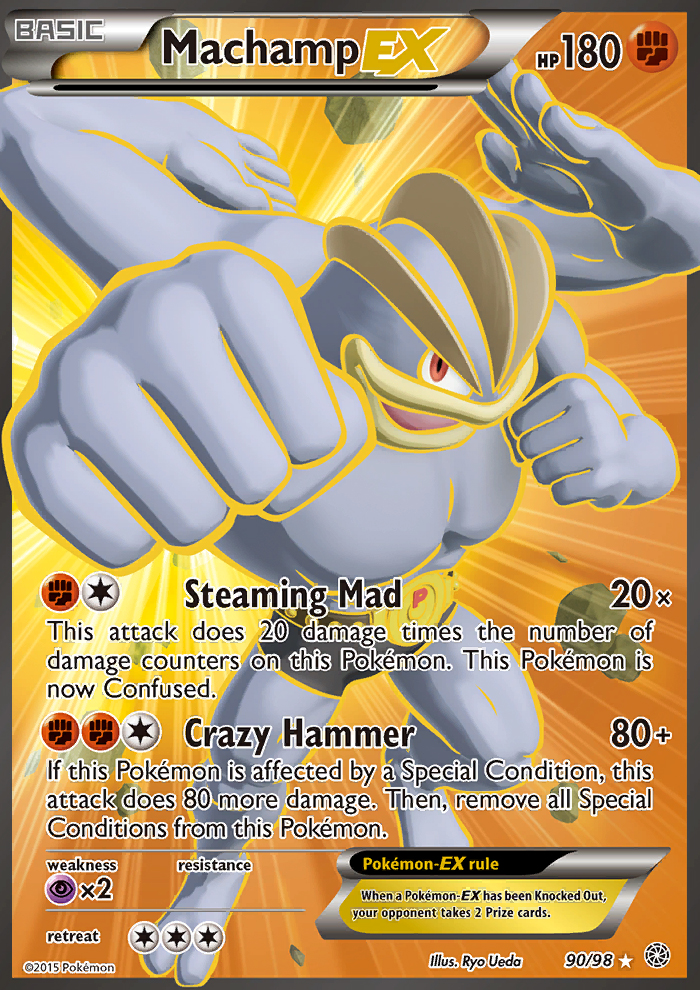 BASIC
Machamp EX
HP 180
Steaming Mad 20×
This attack does 20 damage times the number of
damage counters on this Pokémon. This Pokémon is
now Confused.
Crazy Hammer 80+
If this Pokémon is affected by a Special Condition, this
attack does 80 more damage. Then, remove all Special
Conditions from this Pokémon.
weakness resistance
×2
Pokémon-EX rule
When a Pokémon-EX has been Knocked Out,
your opponent takes 2 Prize cards.
retreat
©2015 Pokémon
Illus. Ryo Ueda
90/98
P